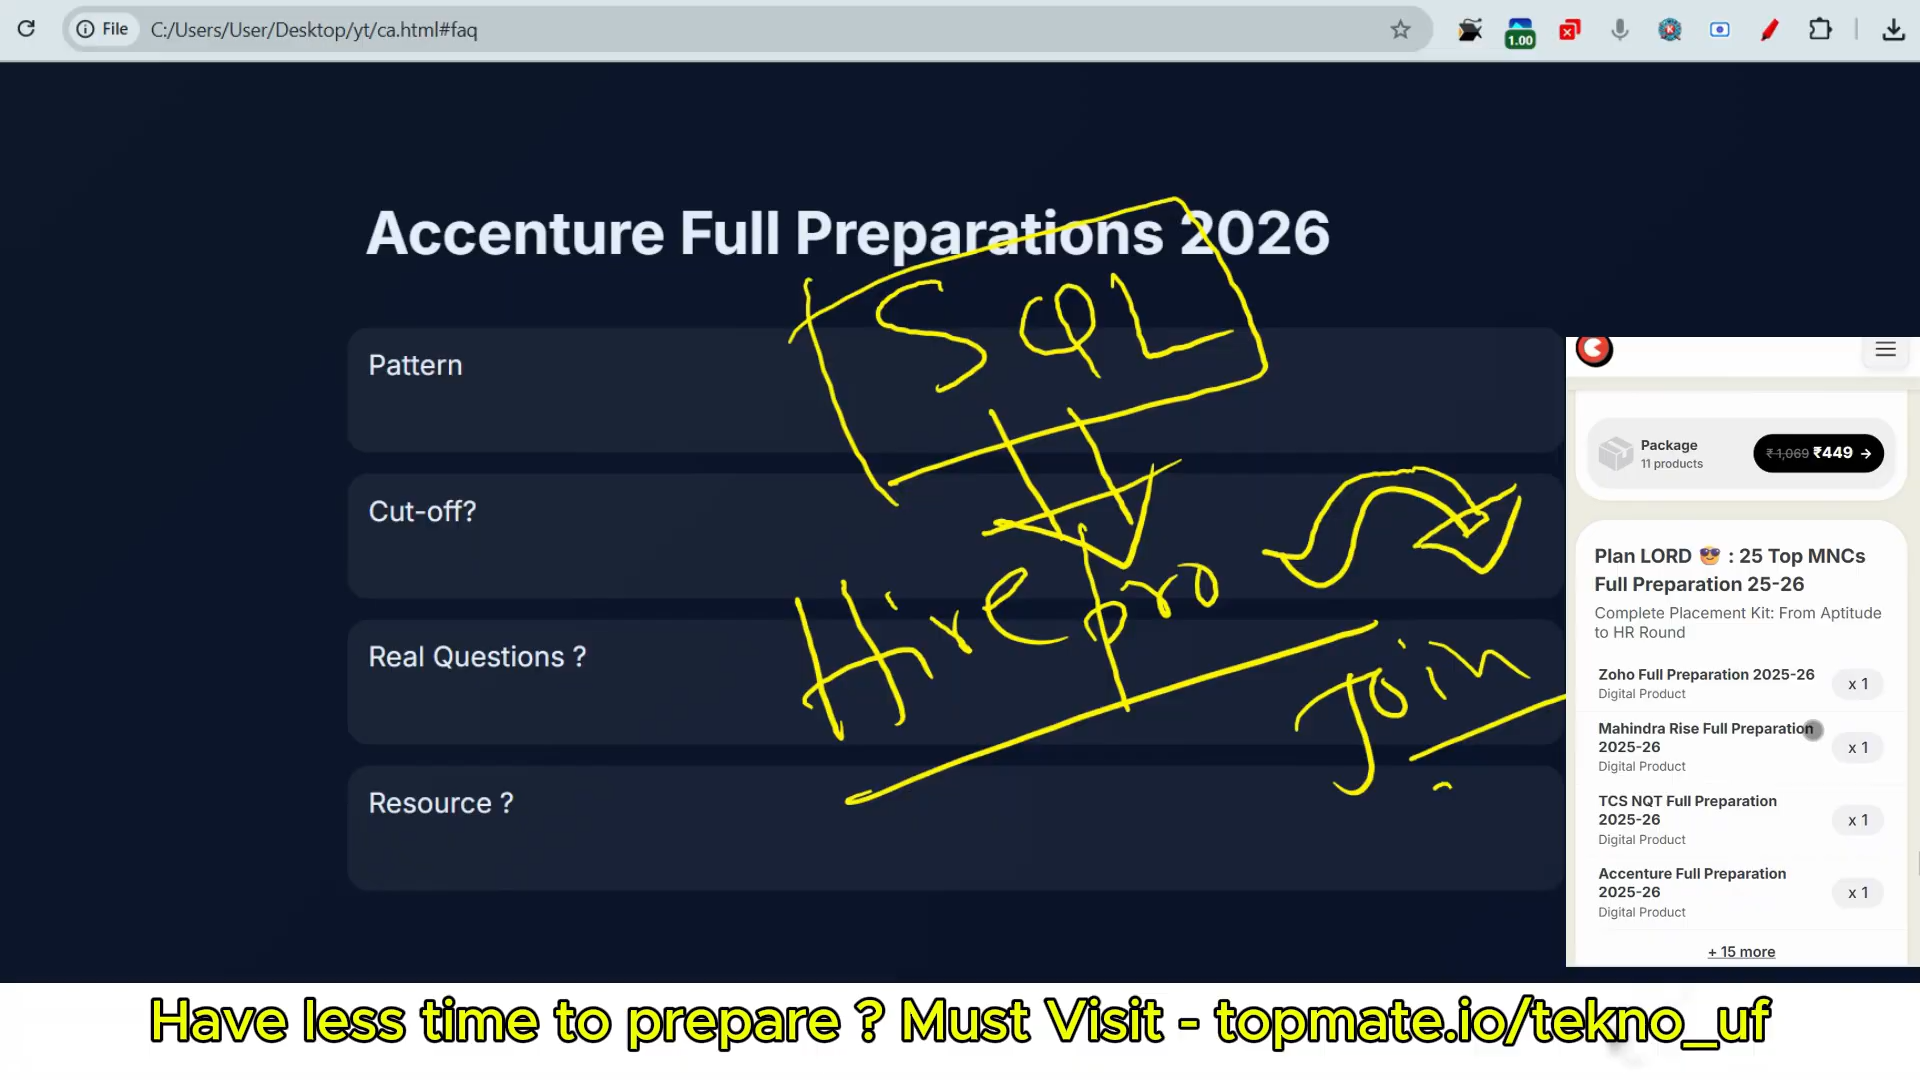 File C:/Users/User/Desktop/yt/ca.html#faq
1.00
Accenture Full Preparations 2026
SQL
Pattern
Cut-off?
Hirepro
Real Questions ?
Join
Resource ?
Package
11 products
₹1,069 ₹449 →
Plan LORD 😎 : 25 Top MNCs
Full Preparation 25-26
Complete Placement Kit: From Aptitude
to HR Round
Zoho Full Preparation 2025-26
Digital Product
x 1
Mahindra Rise Full Preparation
2025-26
Digital Product
x 1
TCS NQT Full Preparation
2025-26
Digital Product
x 1
Accenture Full Preparation
2025-26
Digital Product
x 1
+ 15 more
Have less time to prepare ? Must Visit - topmate.io/tekno_uf